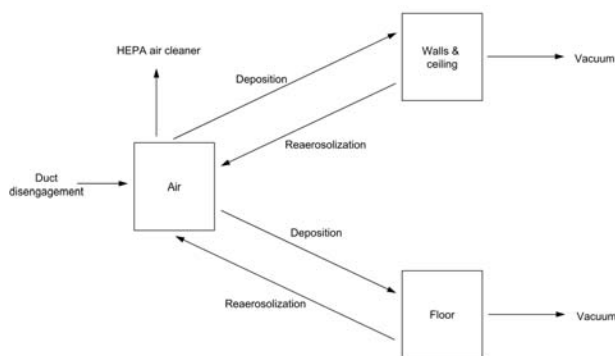 HEPA air cleaner
Walls &
ceiling
Vacuum
Deposition
Reaerosolization
Duct
disengagement
Air
Deposition
Reaerosolization
Floor
Vacuum